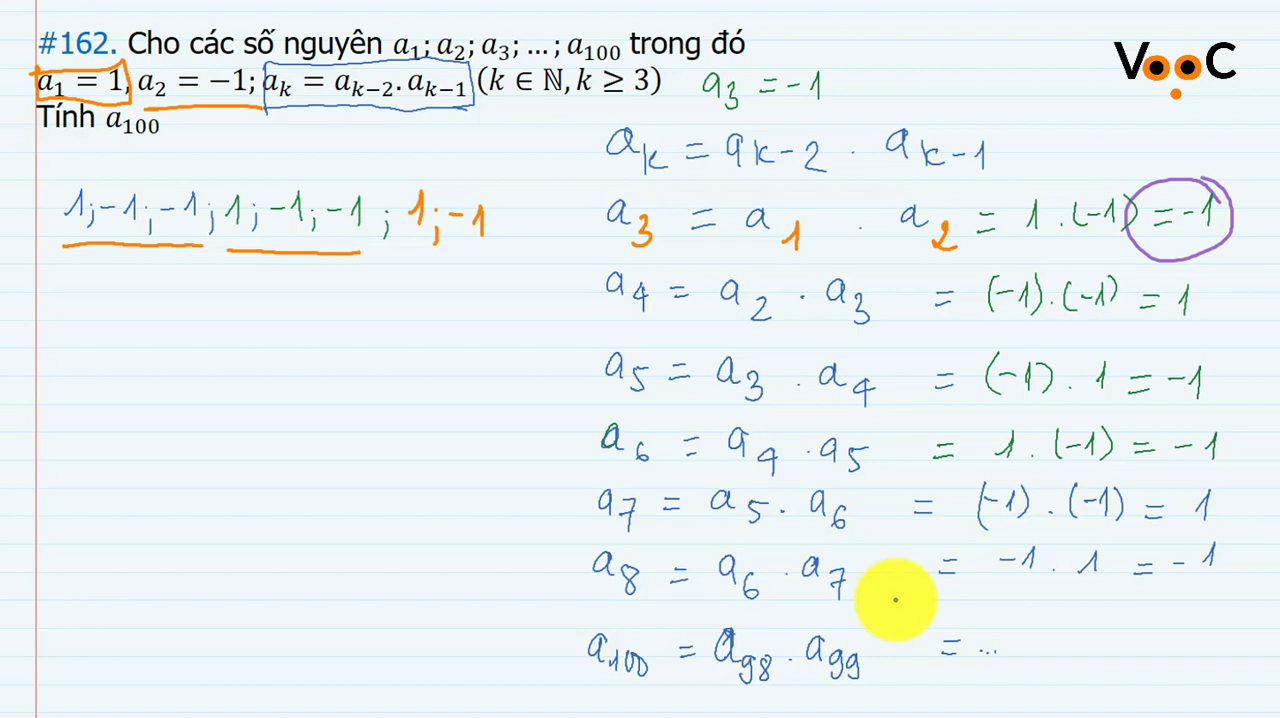 #162. Cho các số nguyên a₁; a₂; a₃; …; a₁₀₀ trong đó
a₁ = 1, a₂ = −1; aₖ = aₖ₋₂. aₖ₋₁ (k ∈ ℕ, k ≥ 3)
Tính a₁₀₀
VooC
a₃ = -1
aₖ = aₖ₋₂ . aₖ₋₁
1; -1; -1; 1; -1; -1; 1; -1
a₃ = a₁ . a₂ = 1 . (-1) = -1
a₄ = a₂ . a₃ = (-1) . (-1) = 1
a₅ = a₃ . a₄ = (-1) . 1 = -1
a₆ = a₄ . a₅ = 1 . (-1) = -1
a₇ = a₅ . a₆ = (-1) . (-1) = 1
a₈ = a₆ . a₇ = -1 . 1 = -1
a₁₀₀ = a₉₈ . a₉₉ = ...